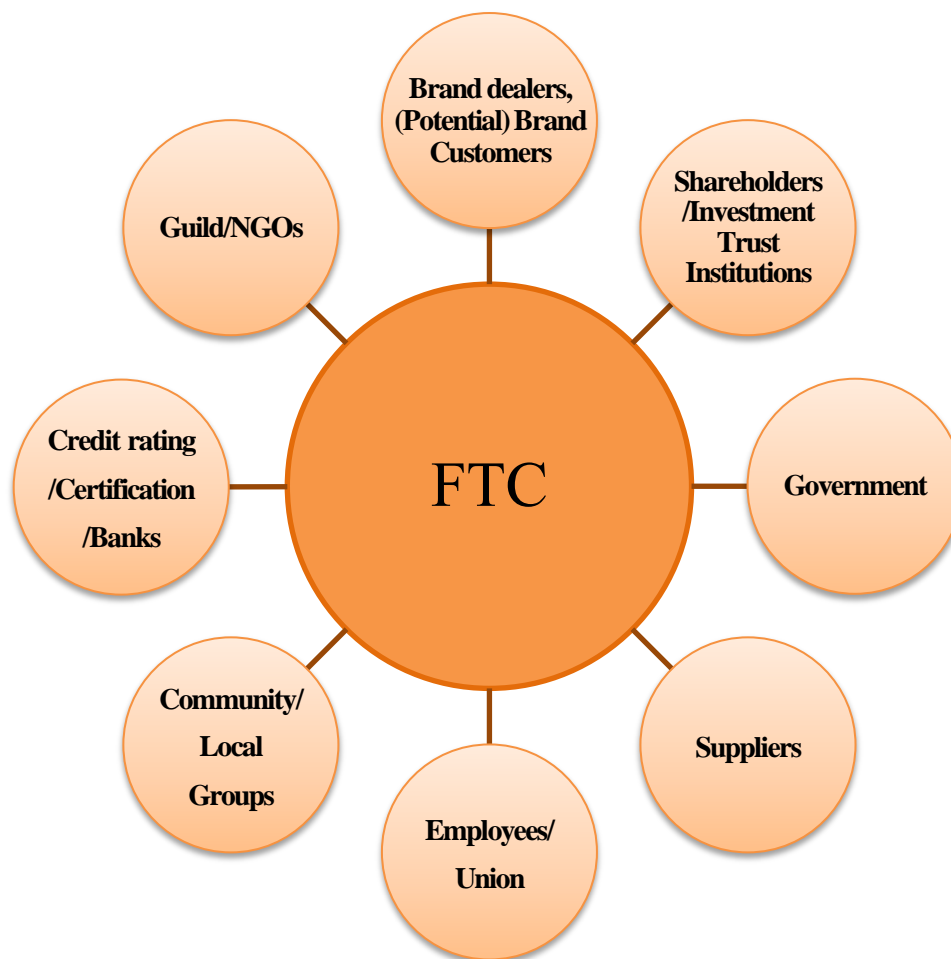 Brand dealers,
(Potential) Brand
Customers
Shareholders
/Investment
Trust
Institutions
Government
Suppliers
Employees/
Union
Community/
Local
Groups
Credit rating
/Certification
/Banks
Guild/NGOs
FTC